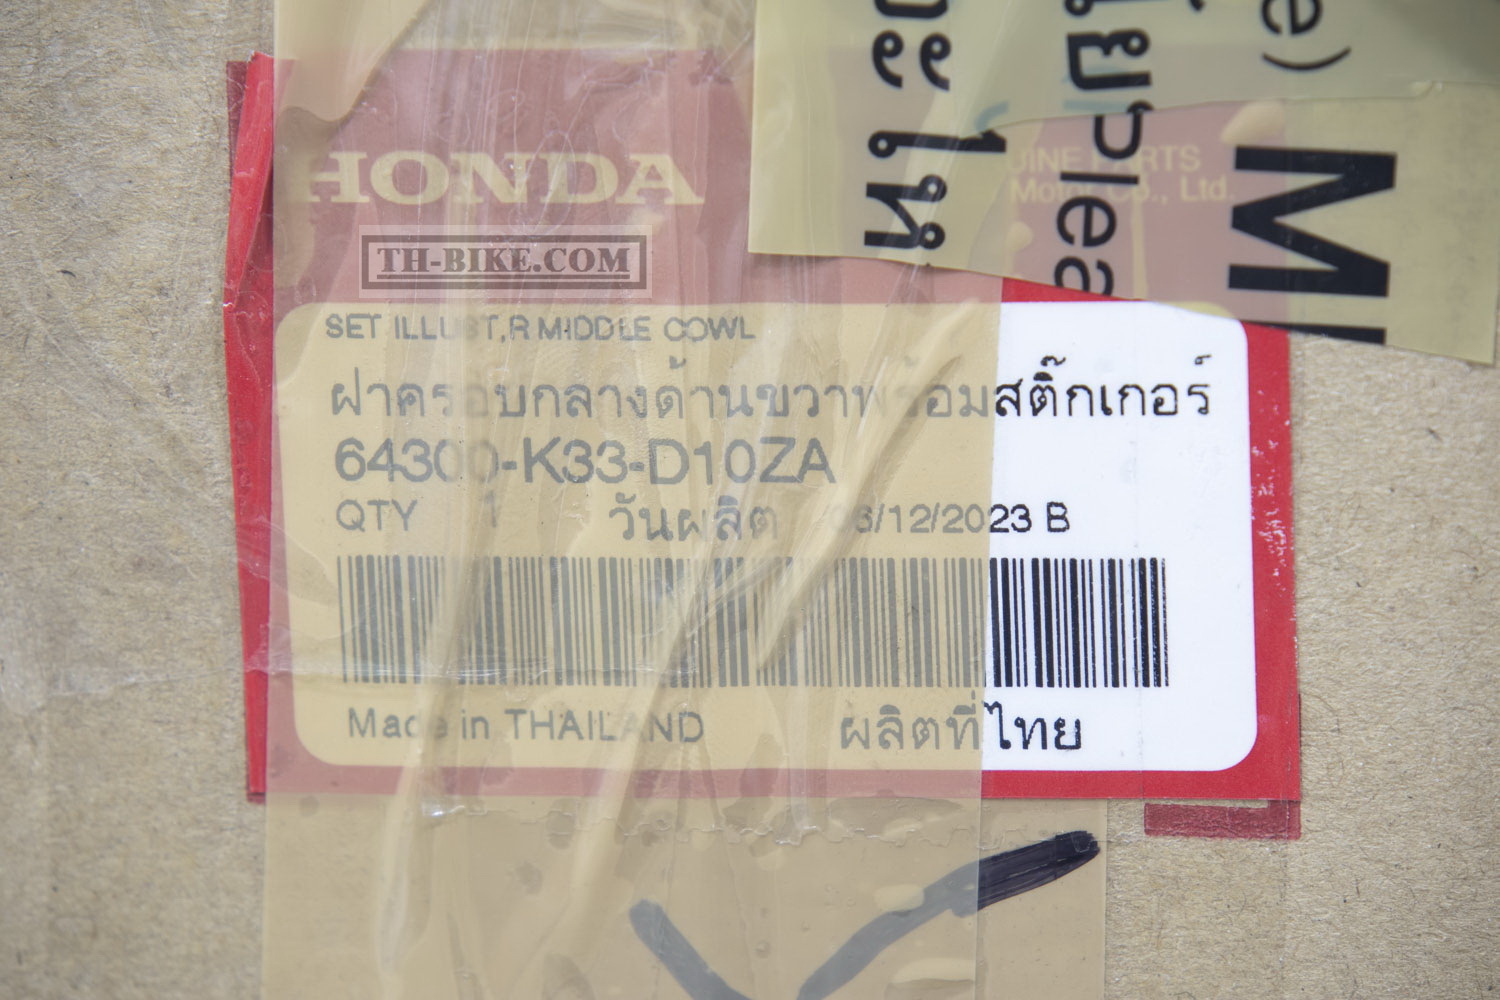 HONDA
PARTS
Motor Co., Ltd.
TH-BIKE.COM
SET ILLUST,R MIDDLE COWL
ฝาครอบกลางด้านขวาพร้อมสติ๊กเกอร์
64300-K33-D10ZA
QTY 1 วันผลิต 06/12/2023 B
Made in THAILAND ผลิตที่ไทย